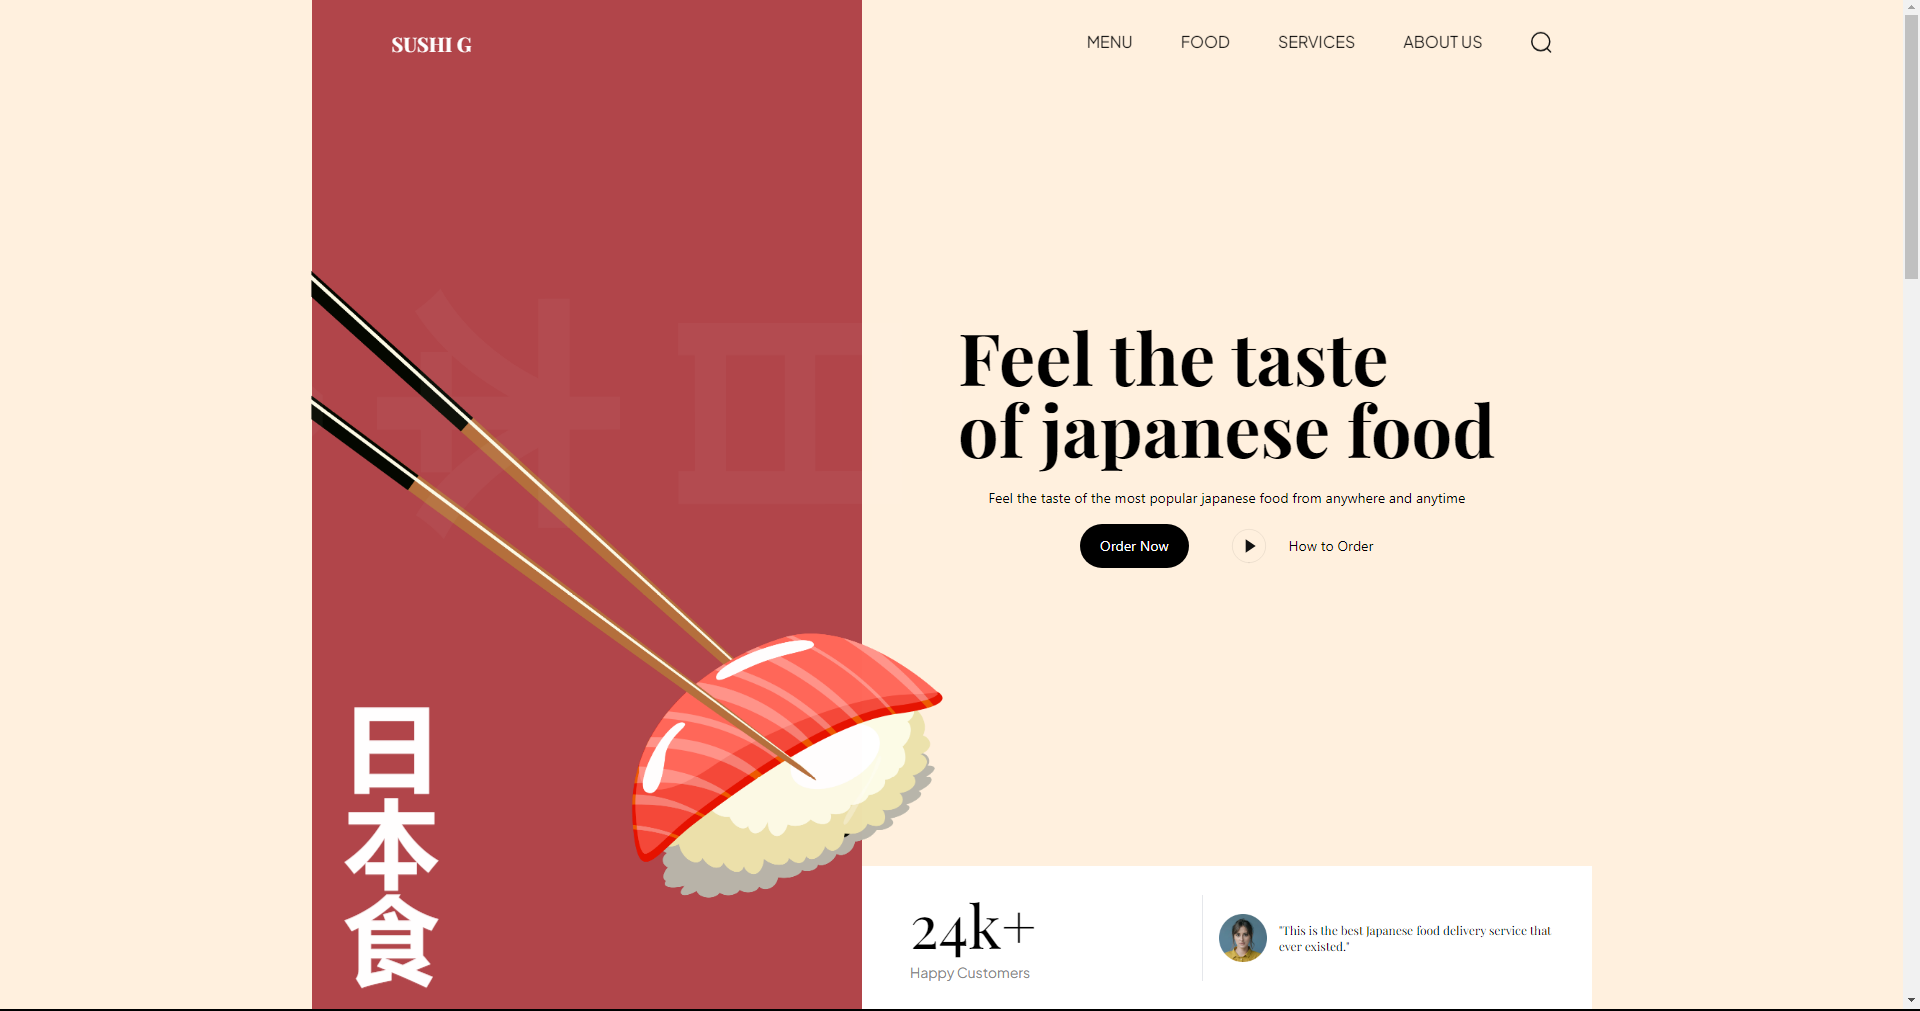 SUSHI G
MENU FOOD SERVICES ABOUT US
Feel the taste
of japanese food
Feel the taste of the most popular japanese food from anywhere and anytime
Order Now
How to Order
日
本
食
24k+
Happy Customers
"This is the best Japanese food delivery service that
ever existed."